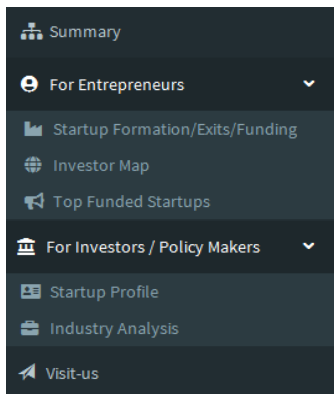 Summary
For Entrepreneurs
Startup Formation/Exits/Funding
Investor Map
Top Funded Startups
For Investors / Policy Makers
Startup Profile
Industry Analysis
Visit-us